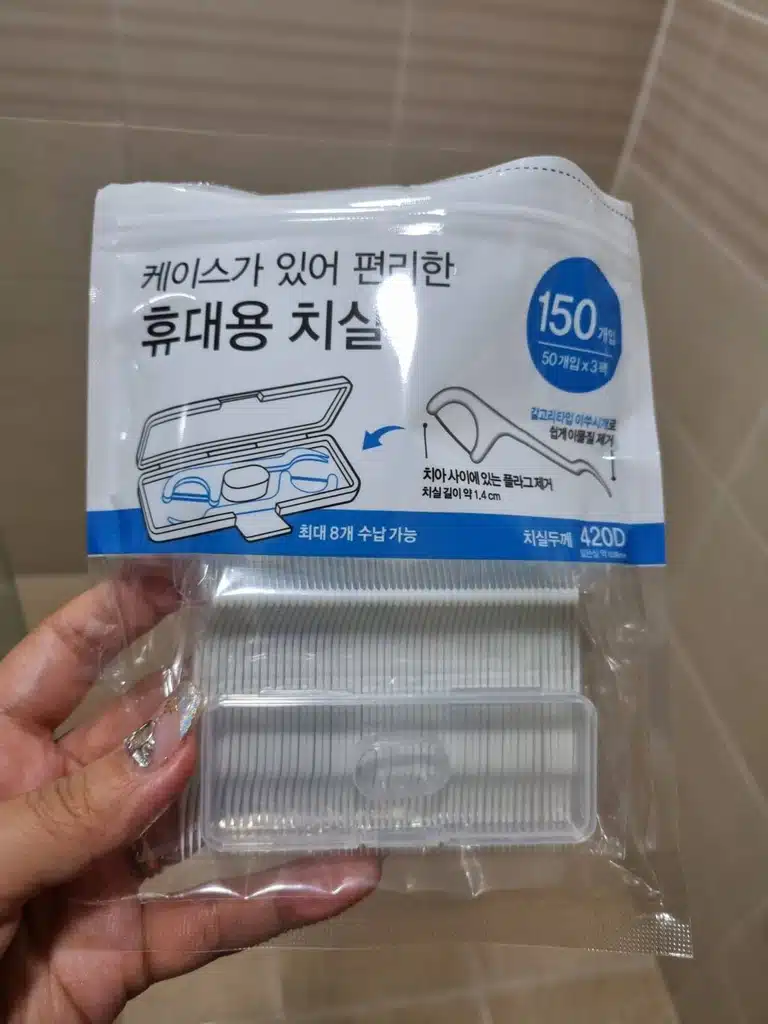 케이스가 있어 편리한
휴대용 치실
150개입
50개입 x 3팩
갈고리타입 이쑤시개로
쉽게 이물질 제거
치아 사이에 있는 플라그 제거
치실 길이 약 1.4 cm
최대 8개 수납 가능
치실두께 420D